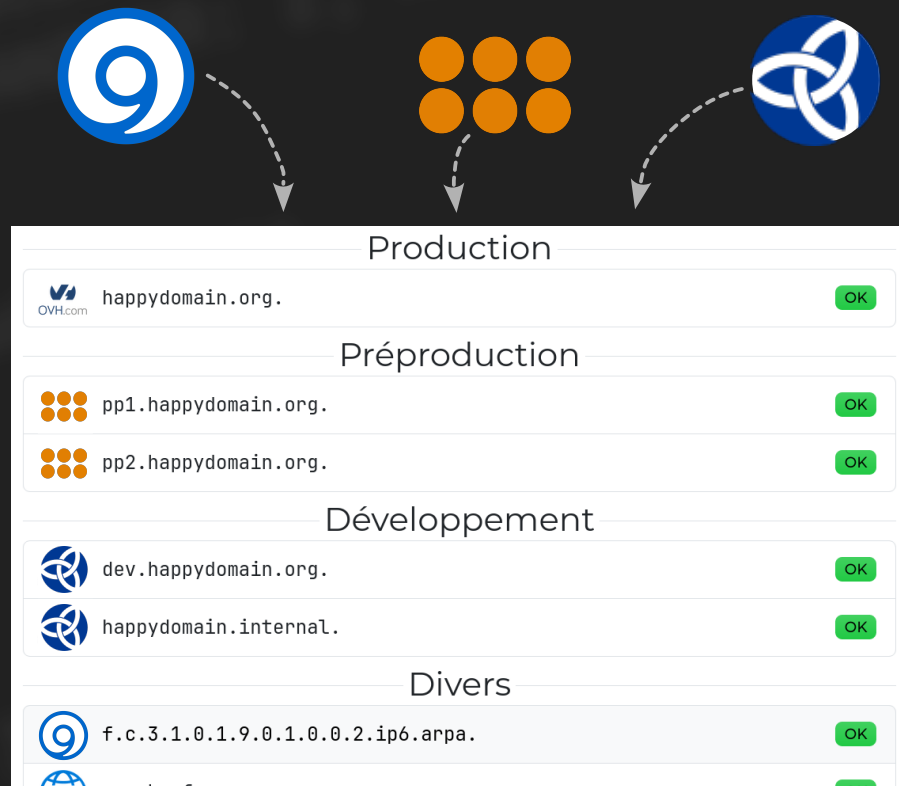 Production
OVH.com
happydomain.org.
OK
Préproduction
pp1.happydomain.org.
OK
pp2.happydomain.org.
OK
Développement
dev.happydomain.org.
OK
happydomain.internal.
OK
Divers
f.c.3.1.0.1.9.0.1.0.0.2.ip6.arpa.
OK